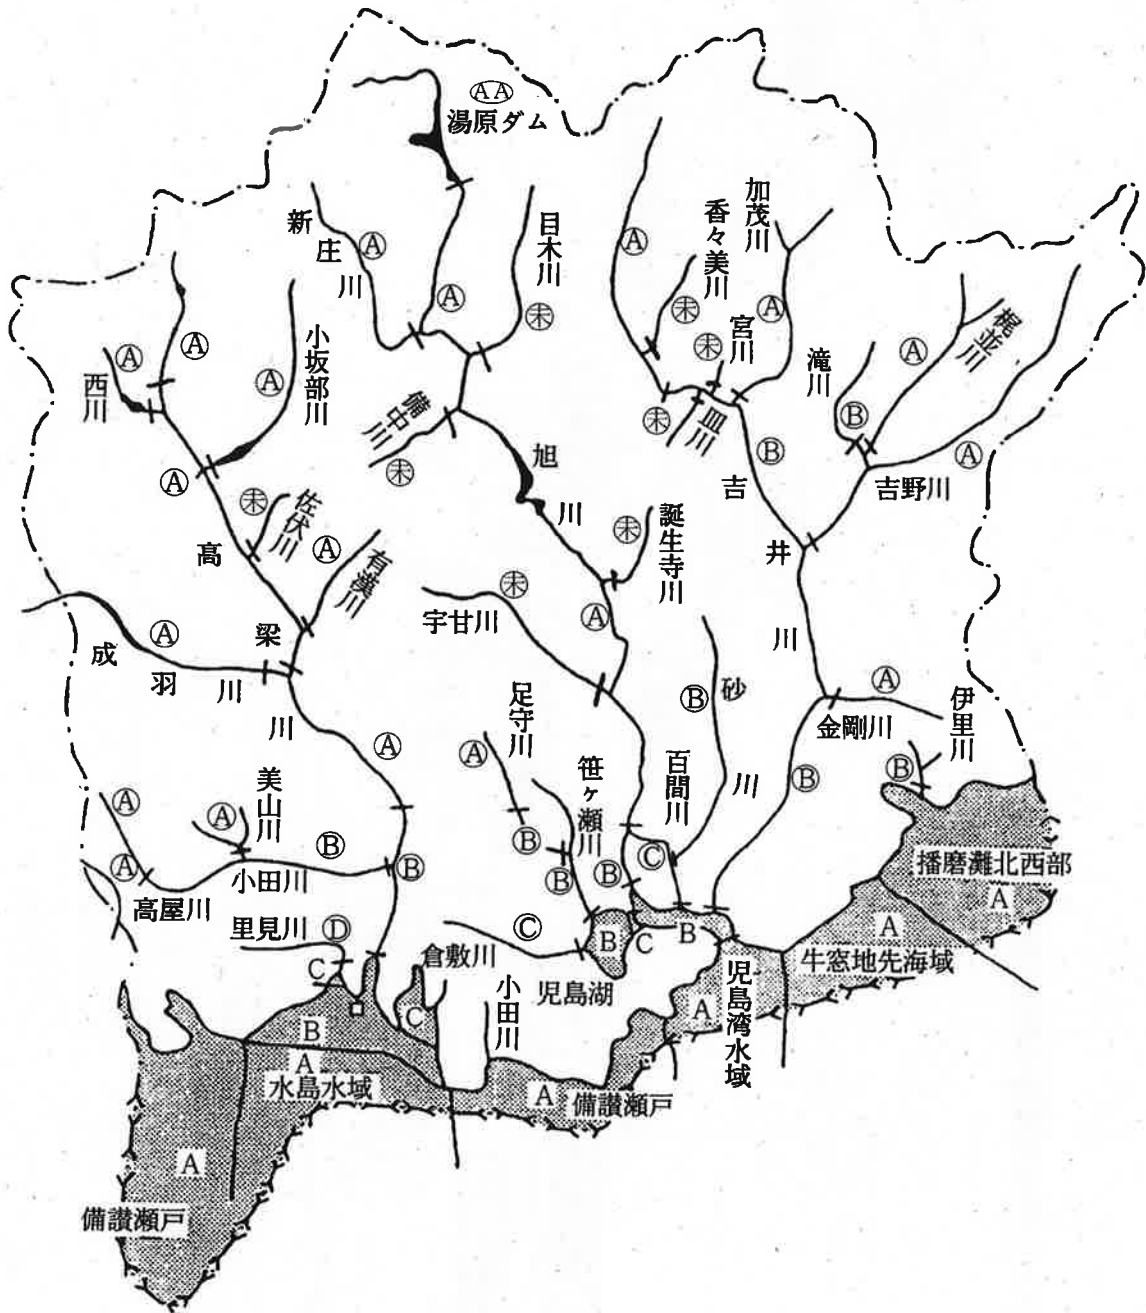 ⒶⒶ
湯原ダム
新庄川
Ⓐ
目木川
Ⓐ
㊍
Ⓐ
香々美川
㊍
加茂川
Ⓐ
宮川
㊍
皿川
㊍
滝川
Ⓑ
Ⓐ
梶並川
Ⓐ
吉野川
西川
Ⓐ
Ⓐ
小坂部川
Ⓐ
Ⓐ
備中川
佐伏川
Ⓐ
有漢川
旭川
誕生寺川
宇甘川
Ⓐ
吉井川
Ⓑ
高梁川
成羽川
Ⓐ
Ⓐ
足守川
Ⓐ
Ⓑ
笹ヶ瀬川
Ⓑ
砂川
Ⓑ
百間川
Ⓒ
Ⓑ
金剛川
Ⓐ
Ⓑ
伊里川
Ⓑ
美山川
Ⓐ
Ⓐ
Ⓐ
小田川
Ⓑ
Ⓑ
高屋川
里見川
Ⓓ
C
倉敷川
Ⓒ
小田川
児島湖
B
C
B
児島湾水域
A
播磨灘北西部
A
牛窓地先海域
A
B
C
A
水島水域
A
備讃瀬戸
A
備讃瀬戸